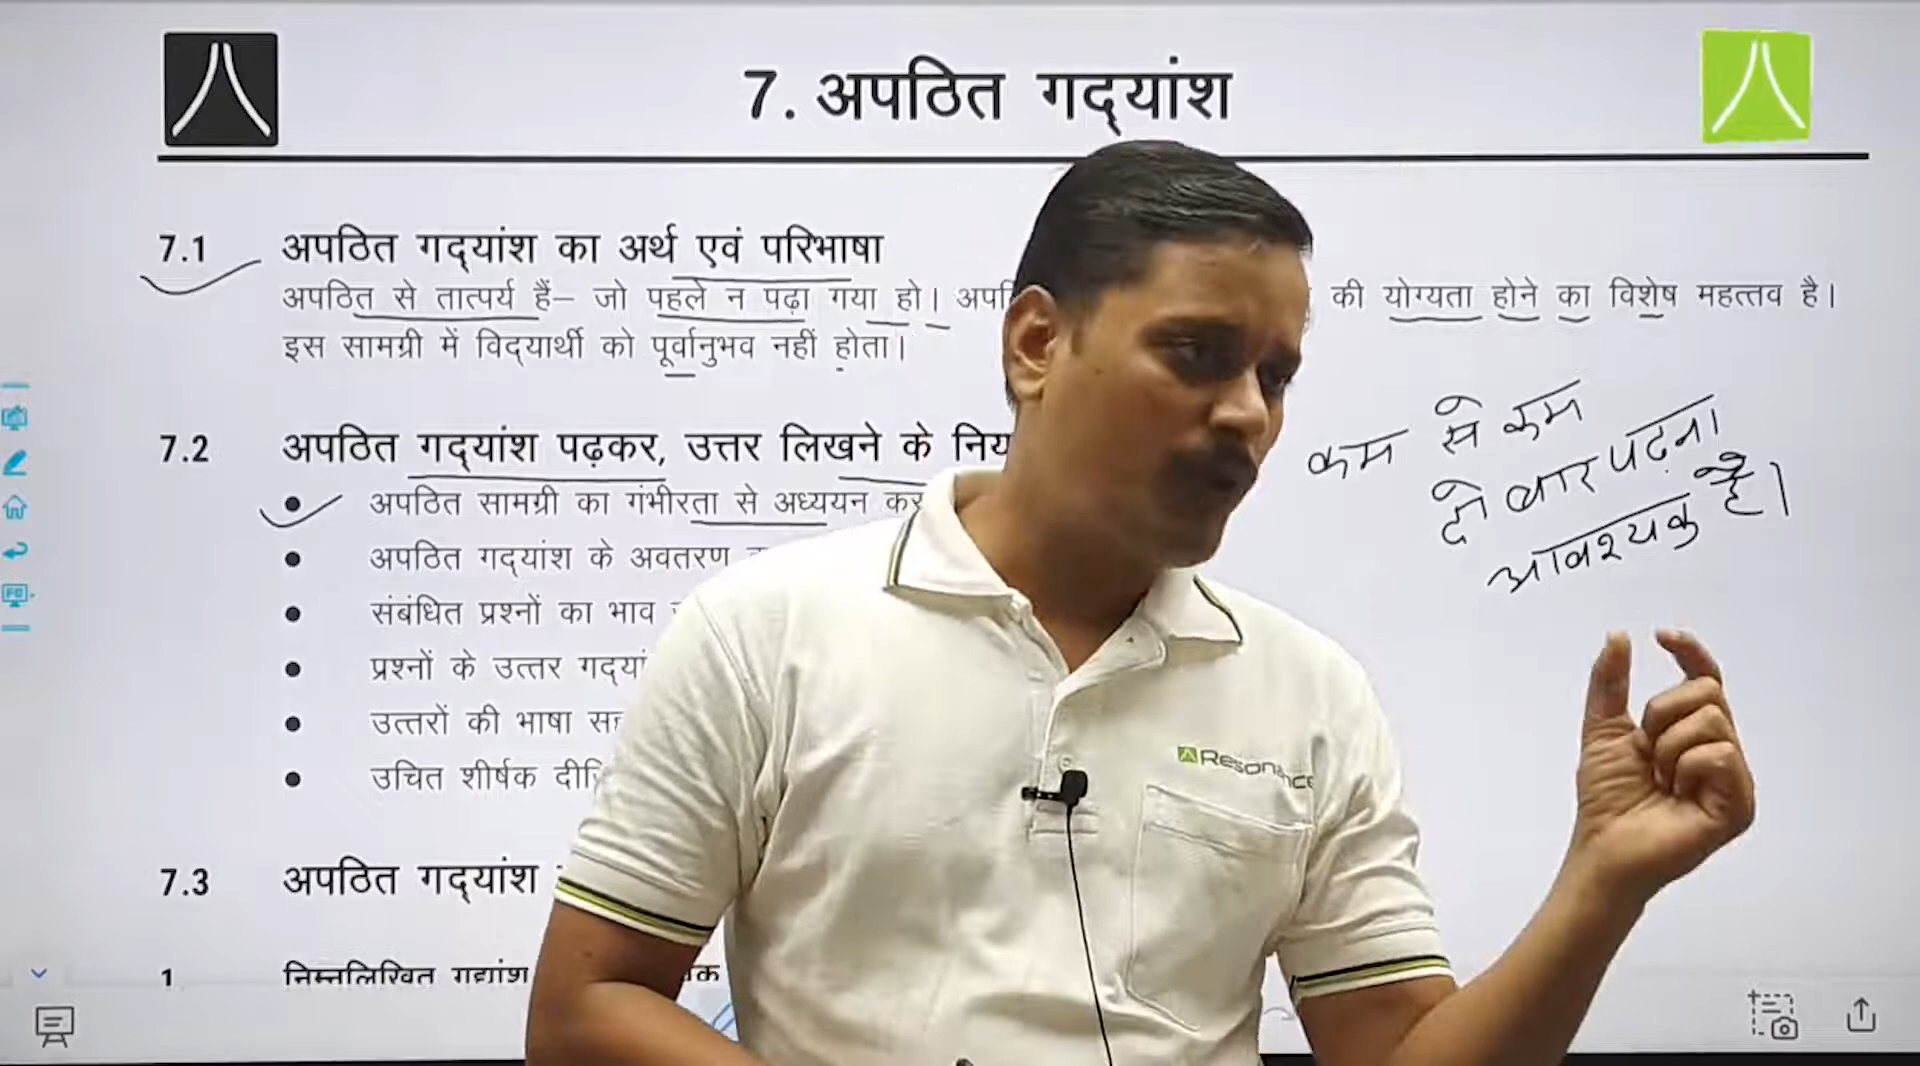 7. अपठित गद्यांश
7.1 अपठित गद्यांश का अर्थ एवं परिभाषा
अपठित से तात्पर्य हैं– जो पहले न पढ़ा गया हो। की योग्यता होने का विशेष महत्तव है।
इस सामग्री में विद्यार्थी को पूर्वानुभव नहीं होता।
कम से कम
दो बार पढ़ना
आवश्यक है।
7.2 अपठित गद्यांश पढ़कर, उत्तर लिखने के
• अपठित सामग्री का गंभीरता से अध्ययन
• अपठित गद्यांश के अवतरण
• संबंधित प्रश्नों का भाव
• प्रश्नों के उत्तर
• उत्तरों की भाषा
• उचित शीर्षक
Resonance
7.3 अपठित गद्यांश
1 निम्नलिखित गद्यांश